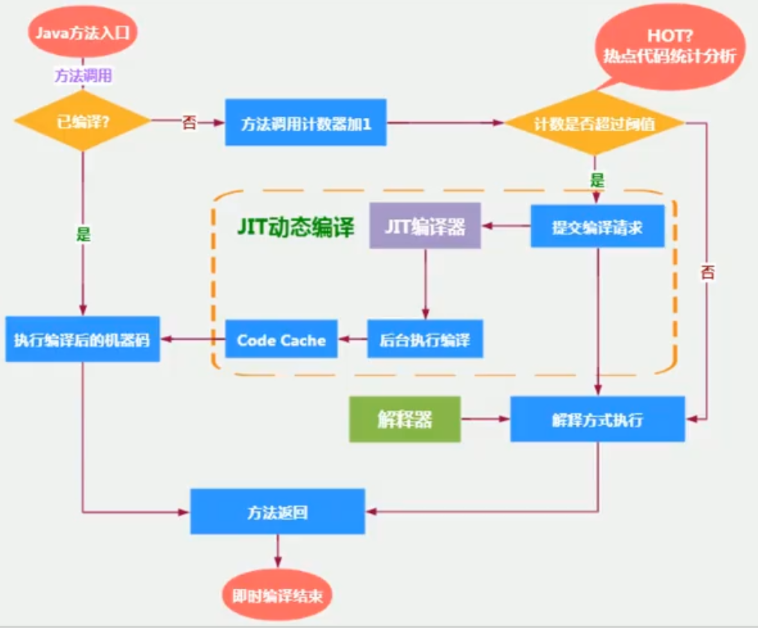 Java方法入口
HOT?
热点代码统计分析
方法调用
已编译?
否
方法调用计数器加1
计数是否超过阈值
是
JIT动态编译
JIT编译器
提交编译请求
是
否
执行编译后的机器码
Code Cache
后台执行编译
解释器
解释方式执行
方法返回
即时编译结束